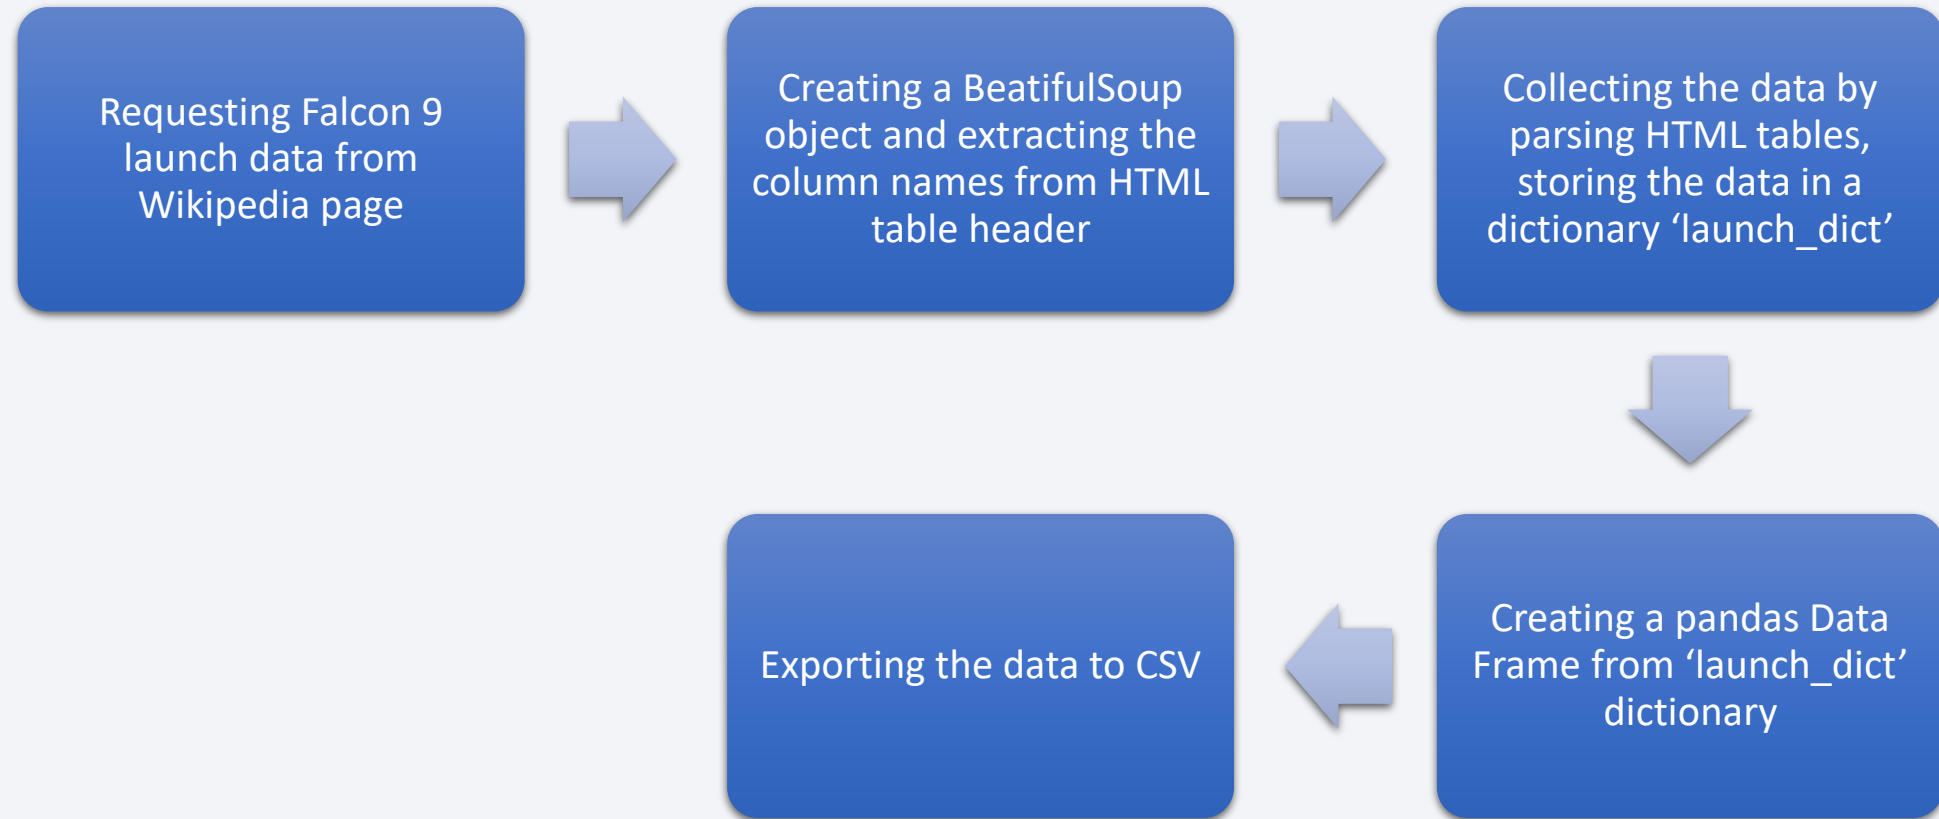 Requesting Falcon 9
launch data from
Wikipedia page
Creating a BeatifulSoup
object and extracting the
column names from HTML
table header
Collecting the data by
parsing HTML tables,
storing the data in a
dictionary ‘launch_dict’
Creating a pandas Data
Frame from ‘launch_dict’
dictionary
Exporting the data to CSV